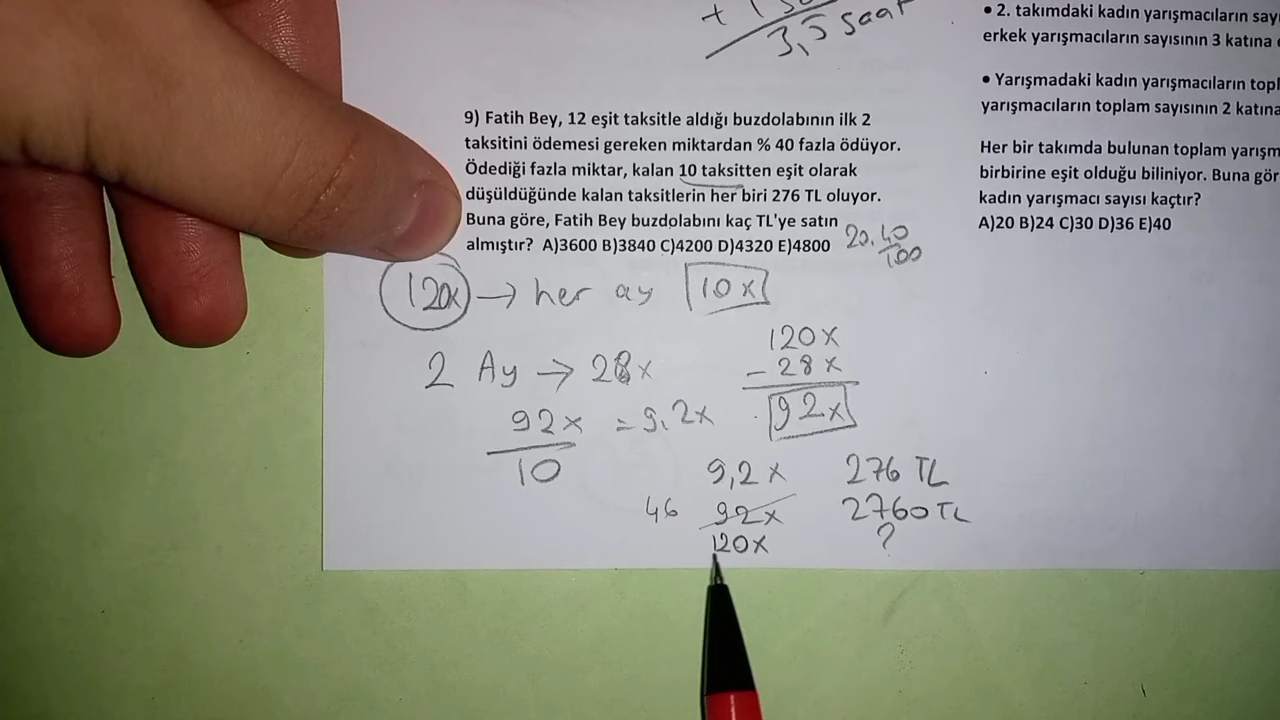 3,5 saat
9) Fatih Bey, 12 eşit taksitle aldığı buzdolabının ilk 2
taksitini ödemesi gereken miktardan % 40 fazla ödüyor.
Ödediği fazla miktar, kalan 10 taksitten eşit olarak
düşüldüğünde kalan taksitlerin her biri 276 TL oluyor.
Buna göre, Fatih Bey buzdolabını kaç TL'ye satın
almıştır? A)3600 B)3840 C)4200 D)4320 E)4800
20.40
100
120x → her ay 10x
2 Ay → 28x
120x
- 28x
92x
92x = 9,2x
10
9,2x 276 TL
46 92x 2760 TL
120x ?
• 2. takımdaki kadın yarışmacıların
erkek yarışmacıların sayısının 3 katına
• Yarışmadaki kadın yarışmacıların
yarışmacıların toplam sayısının 2 katına
Her bir takımda bulunan toplam
birbirine eşit olduğu biliniyor. Buna
kadın yarışmacı sayısı kaçtır?
A)20 B)24 C)30 D)36 E)40